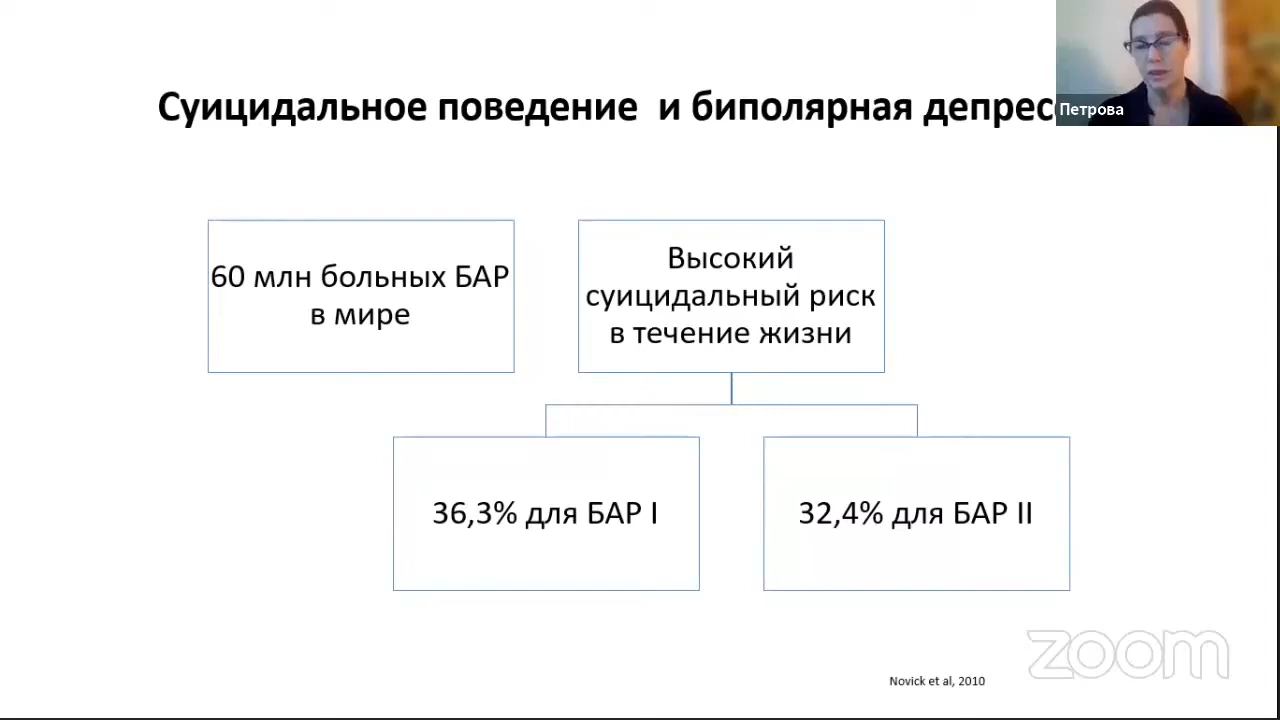 Суицидальное поведение и биполярная
Петрова
60 млн больных БАР
в мире
Высокий
суицидальный риск
в течение жизни
36,3% для БАР I
32,4% для БАР II
zoom
Novick et al, 2010